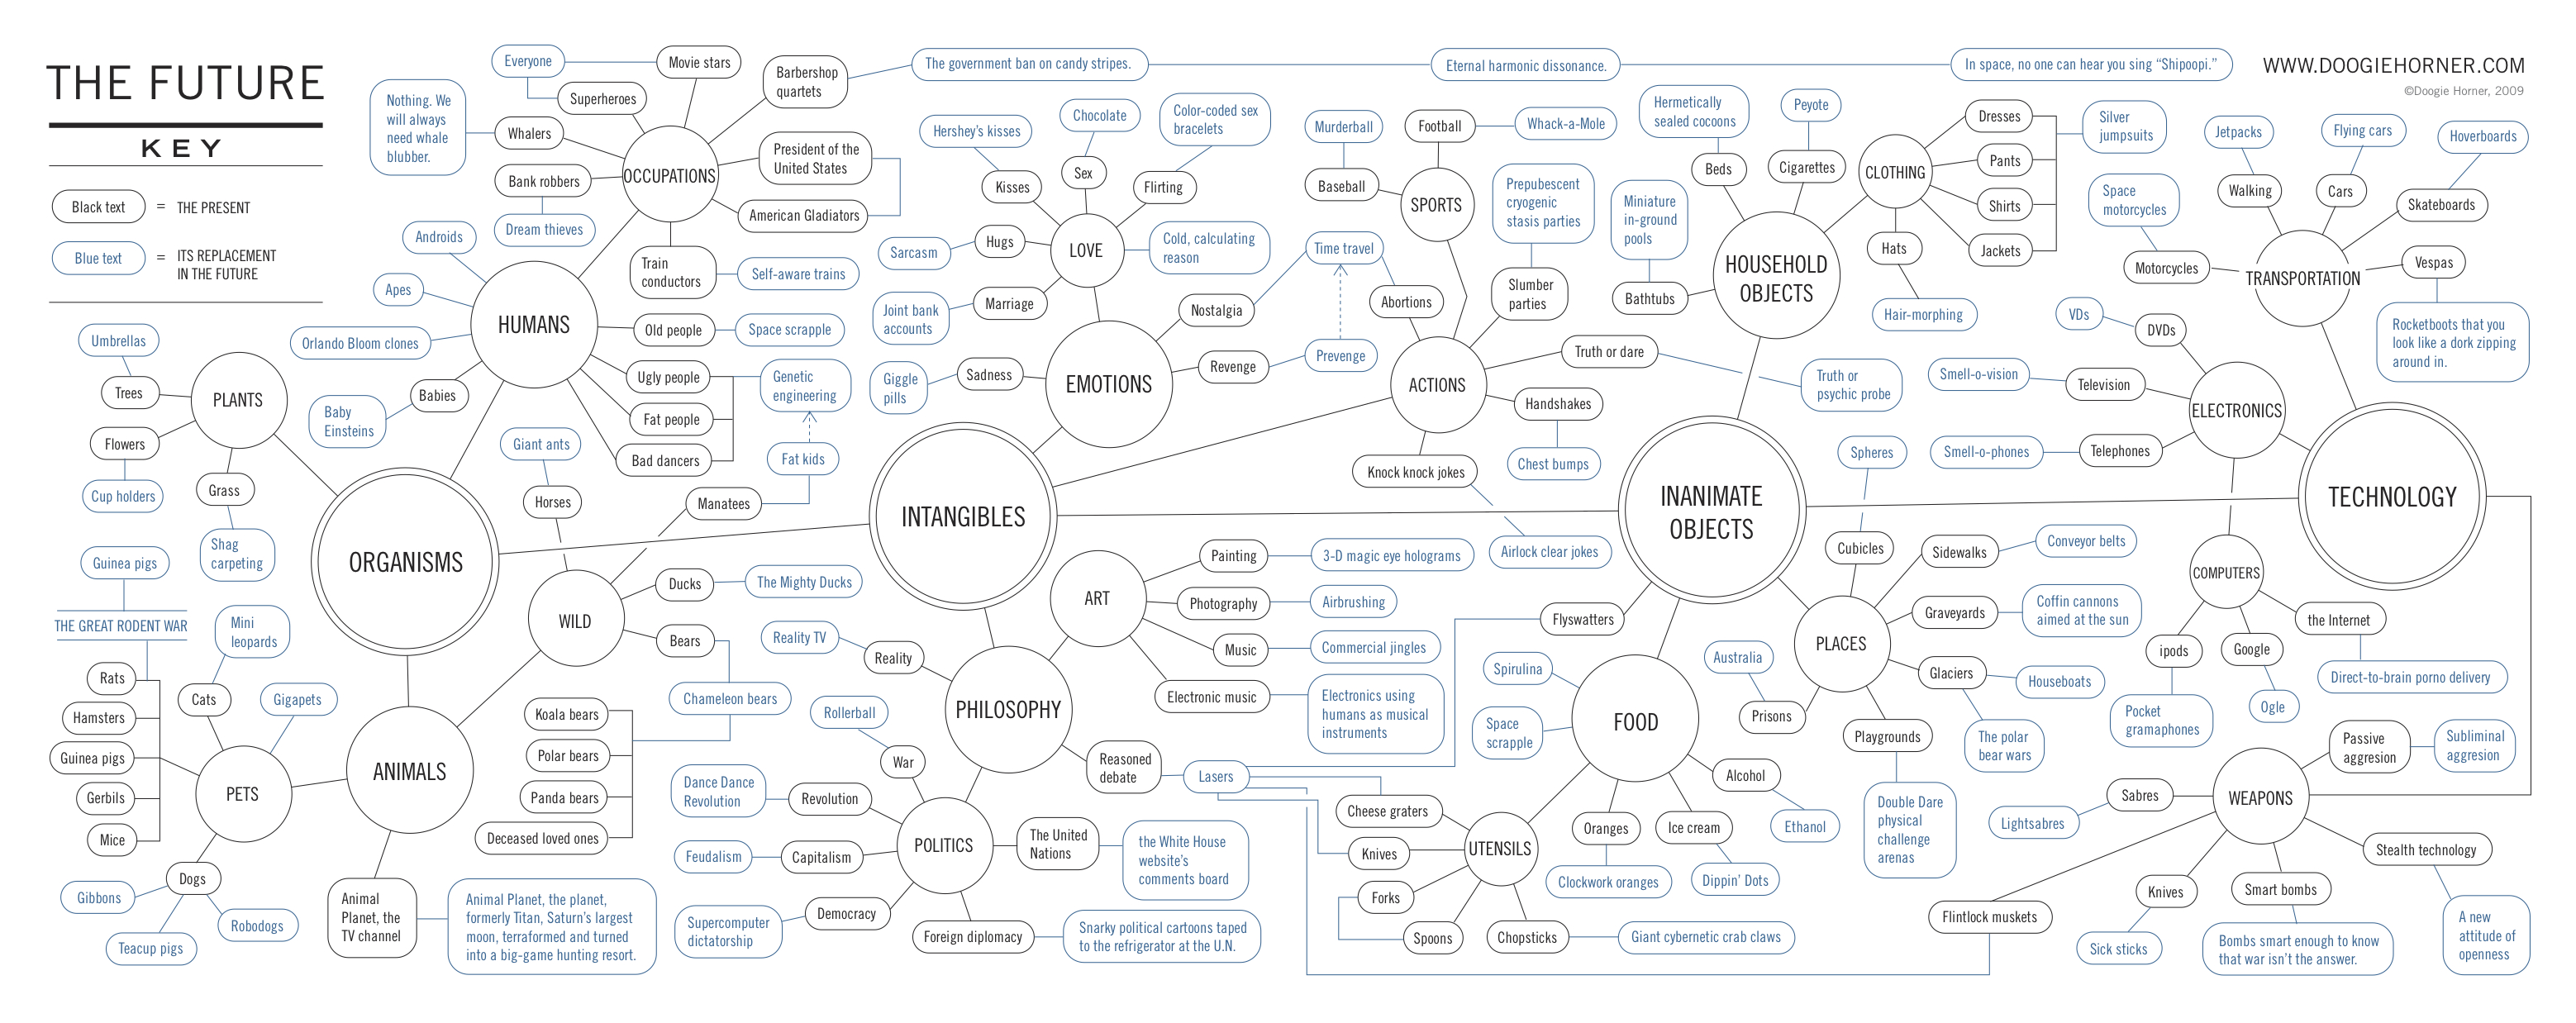 THE FUTURE
KEY
Black text
=
THE PRESENT
Blue text
=
ITS REPLACEMENT
IN THE FUTURE
WWW.DOOGIEHORNER.COM
©Doogie Horner, 2009
ORGANISMS
PLANTS
Umbrellas
Trees
Flowers
Cup holders
Grass
Shag
carpeting
HUMANS
Androids
Apes
Orlando Bloom clones
Babies
Baby
Einsteins
Old people
Space scrapple
Ugly people
Fat people
Bad dancers
Genetic
engineering
Fat kids
OCCUPATIONS
Everyone
Movie stars
Superheroes
Nothing. We
will always
need whale
blubber.
Whalers
Bank robbers
Dream thieves
Barbershop
quartets
The government ban on candy stripes.
Eternal harmonic dissonance.
In space, no one can hear you sing “Shipoopi.”
President of the
United States
American Gladiators
Train
conductors
Self-aware trains
ANIMALS
WILD
Giant ants
Horses
Manatees
Ducks
The Mighty Ducks
Bears
Chameleon bears
Koala bears
Polar bears
Panda bears
Deceased loved ones
Animal
Planet, the
TV channel
Animal Planet, the planet,
formerly Titan, Saturn’s largest
moon, terraformed and turned
into a big-game hunting resort.
PETS
Guinea pigs
THE GREAT RODENT WAR
Rats
Hamsters
Guinea pigs
Gerbils
Mice
Mini
leopards
Cats
Gigapets
Dogs
Gibbons
Teacup pigs
Robodogs
INTANGIBLES
EMOTIONS
LOVE
Hershey’s kisses
Kisses
Chocolate
Sex
Color-coded sex
bracelets
Flirting
Sarcasm
Hugs
Cold, calculating
reason
Joint bank
accounts
Marriage
Giggle
pills
Sadness
Nostalgia
Time travel
Revenge
Prevenge
ACTIONS
SPORTS
Murderball
Baseball
Football
Whack-a-Mole
Abortions
Prepubescent
cryogenic
stasis parties
Slumber
parties
Truth or dare
Truth or
psychic probe
Handshakes
Chest bumps
Knock knock jokes
Airlock clear jokes
PHILOSOPHY
Reality TV
Reality
ART
Painting
3-D magic eye holograms
Photography
Airbrushing
Music
Commercial jingles
Electronic music
Electronics using
humans as musical
instruments
Reasoned
debate
Lasers
POLITICS
Rollerball
War
Dance Dance
Revolution
Revolution
Feudalism
Capitalism
Supercomputer
dictatorship
Democracy
The United
Nations
the White House
website’s
comments board
Foreign diplomacy
Snarky political cartoons taped
to the refrigerator at the U.N.
INANIMATE
OBJECTS
HOUSEHOLD
OBJECTS
Hermetically
sealed cocoons
Beds
Peyote
Cigarettes
Miniature
in-ground
pools
Bathtubs
CLOTHING
Dresses
Pants
Shirts
Jackets
Silver
jumpsuits
Hats
Hair-morphing
Flyswatters
FOOD
Spirulina
Space
scrapple
Alcohol
Ethanol
Oranges
Clockwork oranges
Ice cream
Dippin’ Dots
UTENSILS
Cheese graters
Knives
Forks
Spoons
Chopsticks
Giant cybernetic crab claws
PLACES
Spheres
Cubicles
Sidewalks
Conveyor belts
Graveyards
Coffin cannons
aimed at the sun
Glaciers
Houseboats
The polar
bear wars
Australia
Prisons
Playgrounds
Double Dare
physical
challenge
arenas
TECHNOLOGY
TRANSPORTATION
Jetpacks
Walking
Flying cars
Cars
Hoverboards
Skateboards
Space
motorcycles
Motorcycles
Vespas
Rocketboots that you
look like a dork zipping
around in.
ELECTRONICS
VDs
DVDs
Smell-o-vision
Television
Smell-o-phones
Telephones
COMPUTERS
the Internet
Direct-to-brain porno delivery
ipods
Pocket
gramaphones
Google
Ogle
WEAPONS
Passive
aggresion
Subliminal
aggresion
Sabres
Lightsabres
Flintlock muskets
Knives
Sick sticks
Smart bombs
Bombs smart enough to know
that war isn’t the answer.
Stealth technology
A new
attitude of
openness